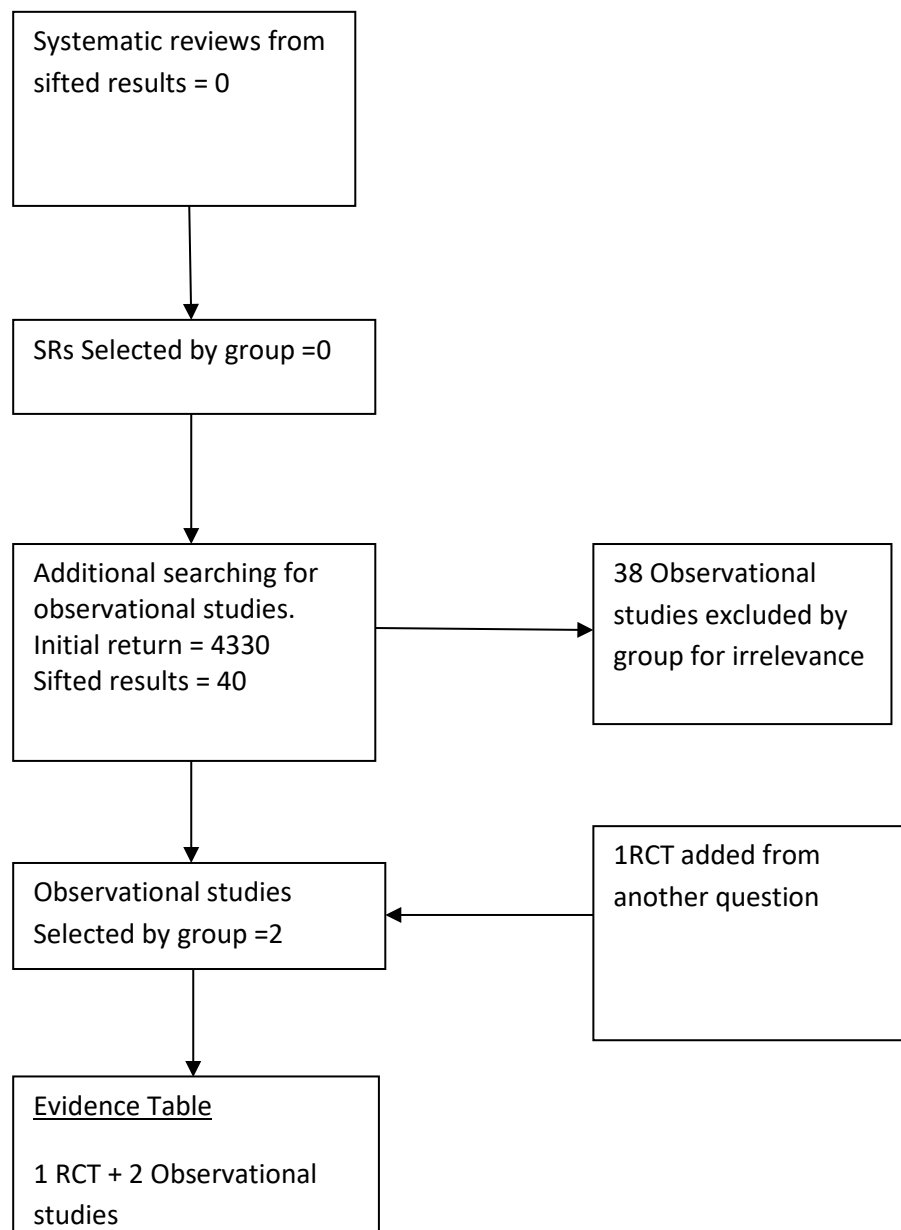 Systematic reviews from
sifted results = 0
SRs Selected by group =0
Additional searching for
observational studies.
Initial return = 4330
Sifted results = 40
38 Observational
studies excluded by
group for irrelevance
1RCT added from
another question
Observational studies
Selected by group =2
Evidence Table
1 RCT + 2 Observational
studies